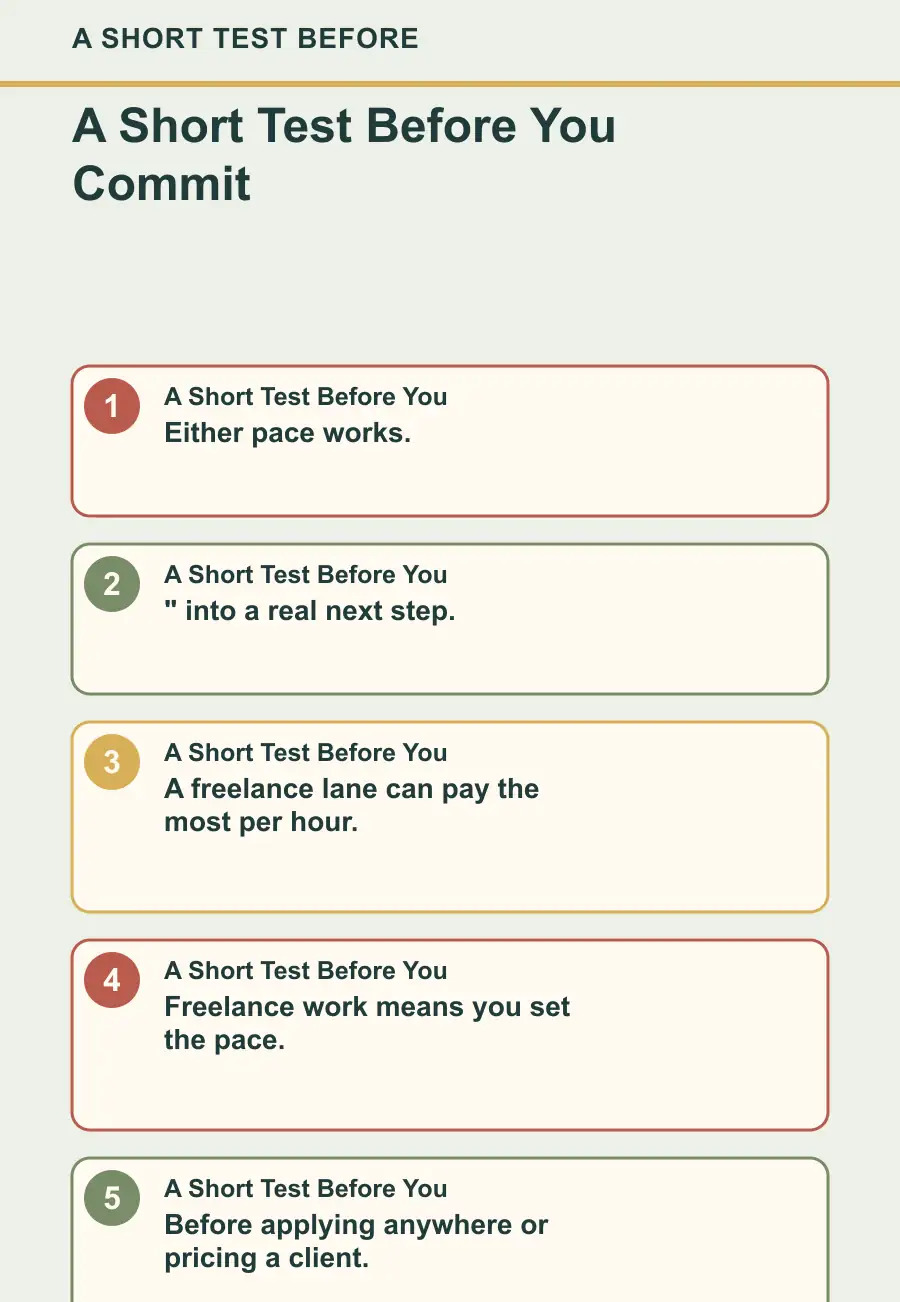 A SHORT TEST BEFORE
A Short Test Before You
Commit
1
A Short Test Before You
Either pace works.
2
A Short Test Before You
" into a real next step.
3
A Short Test Before You
A freelance lane can pay the
most per hour.
4
A Short Test Before You
Freelance work means you set
the pace.
5
A Short Test Before You
Before applying anywhere or
pricing a client.